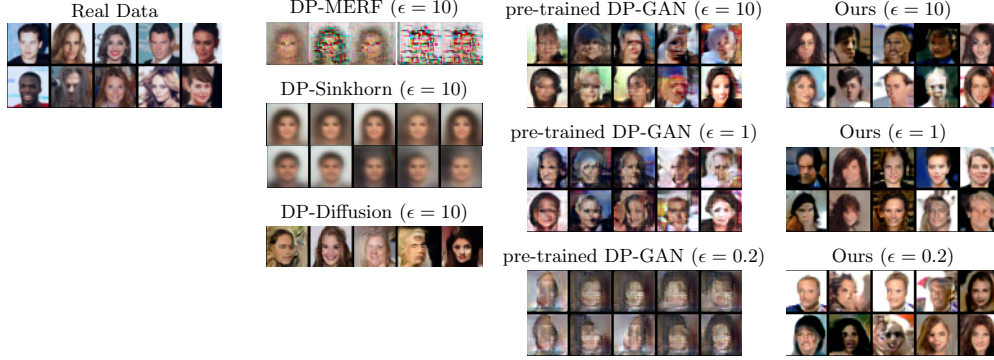 Real Data
DP-MERF (ϵ = 10)
DP-Sinkhorn (ϵ = 10)
DP-Diffusion (ϵ = 10)
pre-trained DP-GAN (ϵ = 10)
pre-trained DP-GAN (ϵ = 1)
pre-trained DP-GAN (ϵ = 0.2)
Ours (ϵ = 10)
Ours (ϵ = 1)
Ours (ϵ = 0.2)